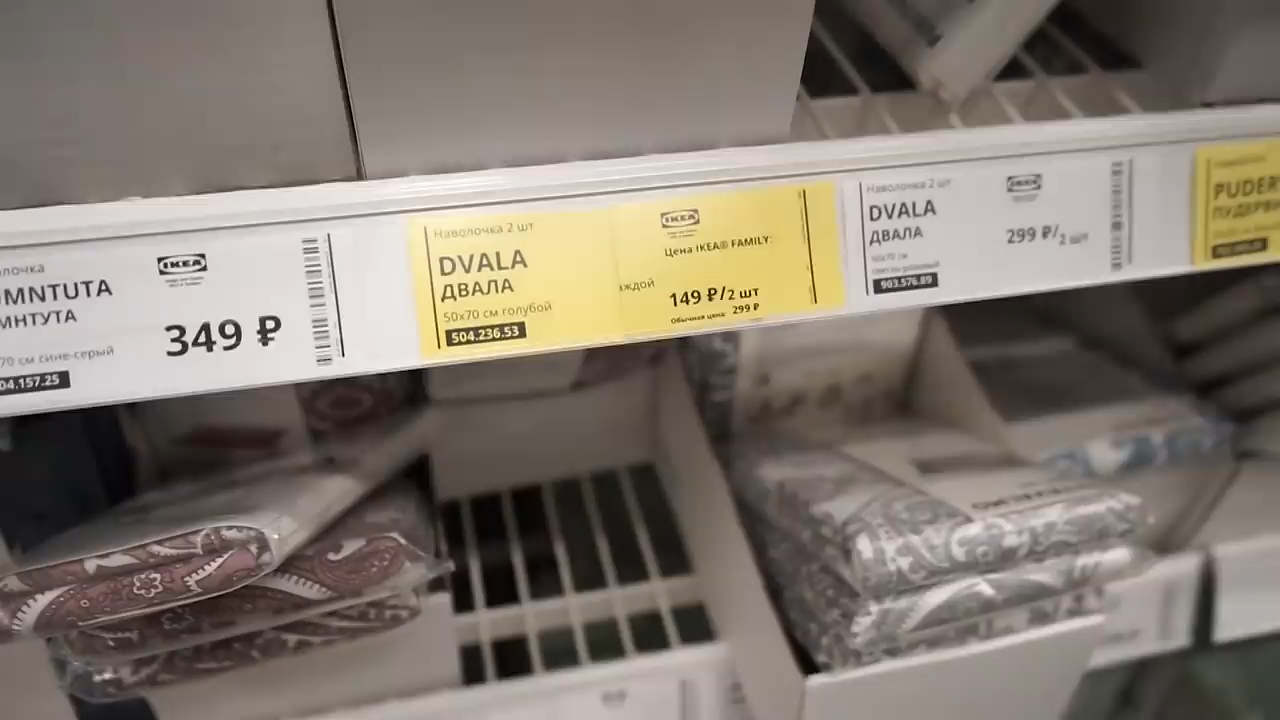 IKEA
MNTUTA
МНТУТА
349 ₽
70 см сине-серый
04.157.25
Наволочка 2 шт
DVALA
ДВАЛА
50x70 см голубой
504.236.53
IKEA
Цена IKEA® FAMILY:
149 ₽/2 шт
Обычная цена: 299 ₽
Наволочка 2 шт
DVALA
ДВАЛА
903.576.89
IKEA
299 ₽/2 шт
PUDER
ПУДЕРВ